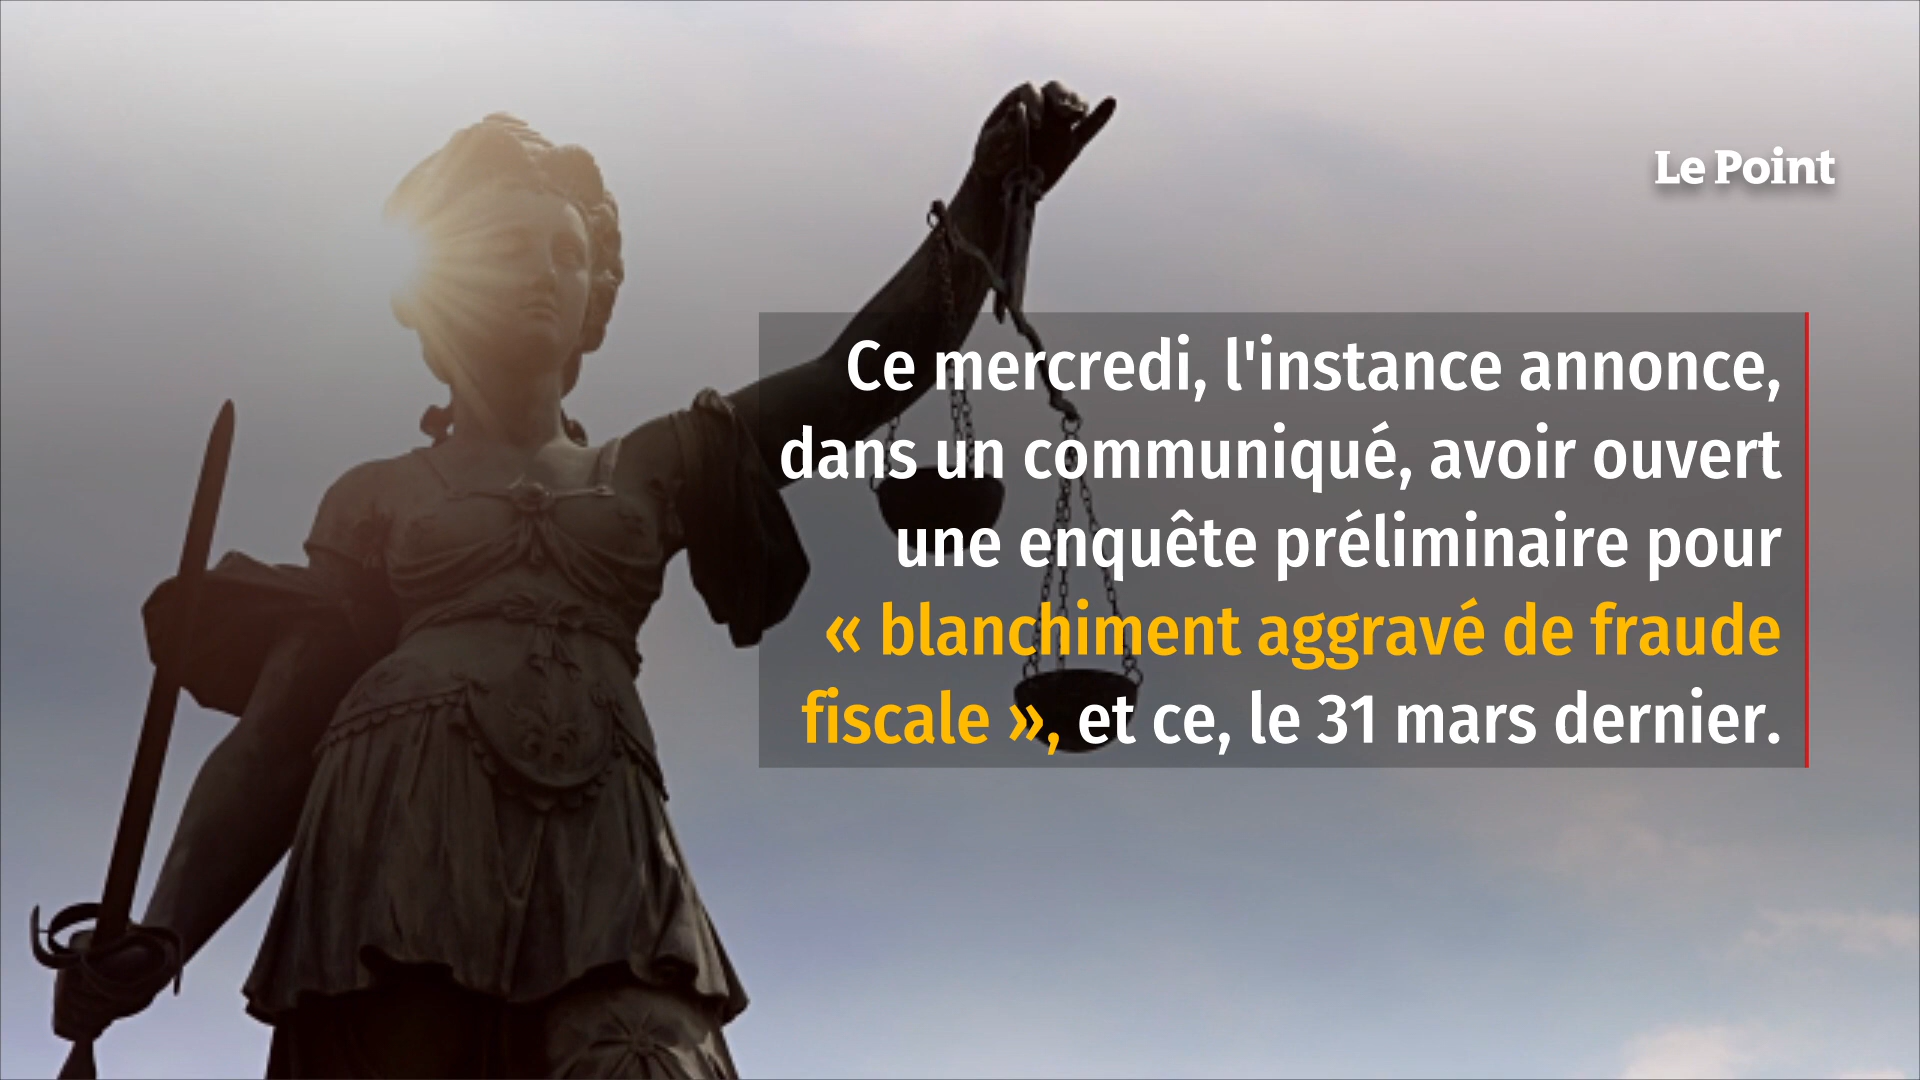 Le Point
Ce mercredi, l'instance annonce,
dans un communiqué, avoir ouvert
une enquête préliminaire pour
« blanchiment aggravé de fraude
fiscale », et ce, le 31 mars dernier.